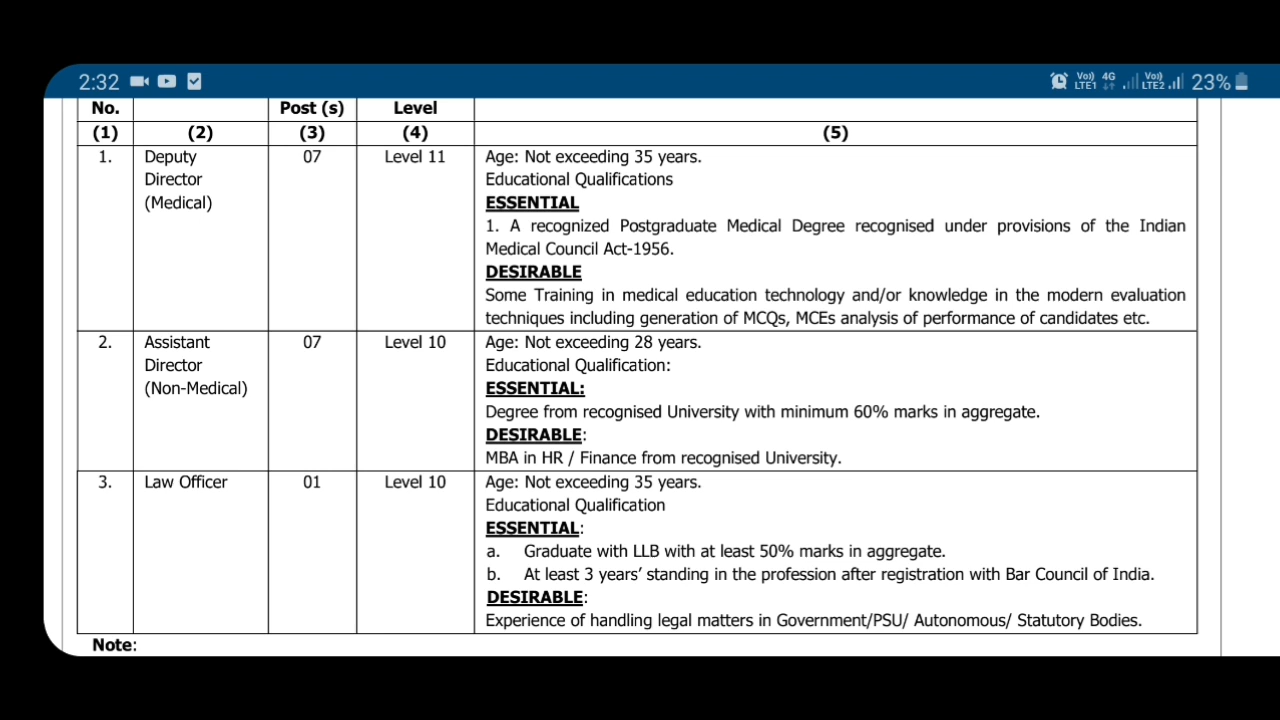 2:32
Vo)) 4G LTE1 Vo)) LTE2 23%
No. Post (s) Level
(1) (2) (3) (4) (5)
1. Deputy 07 Level 11 Age: Not exceeding 35 years.
Director Educational Qualifications
(Medical) ESSENTIAL
1. A recognized Postgraduate Medical Degree recognised under provisions of the Indian
Medical Council Act-1956.
DESIRABLE
Some Training in medical education technology and/or knowledge in the modern evaluation
techniques including generation of MCQs, MCEs analysis of performance of candidates etc.
2. Assistant 07 Level 10 Age: Not exceeding 28 years.
Director Educational Qualification:
(Non-Medical) ESSENTIAL:
Degree from recognised University with minimum 60% marks in aggregate.
DESIRABLE:
MBA in HR / Finance from recognised University.
3. Law Officer 01 Level 10 Age: Not exceeding 35 years.
Educational Qualification
ESSENTIAL:
a. Graduate with LLB with at least 50% marks in aggregate.
b. At least 3 years' standing in the profession after registration with Bar Council of India.
DESIRABLE:
Experience of handling legal matters in Government/PSU/ Autonomous/ Statutory Bodies.
Note: